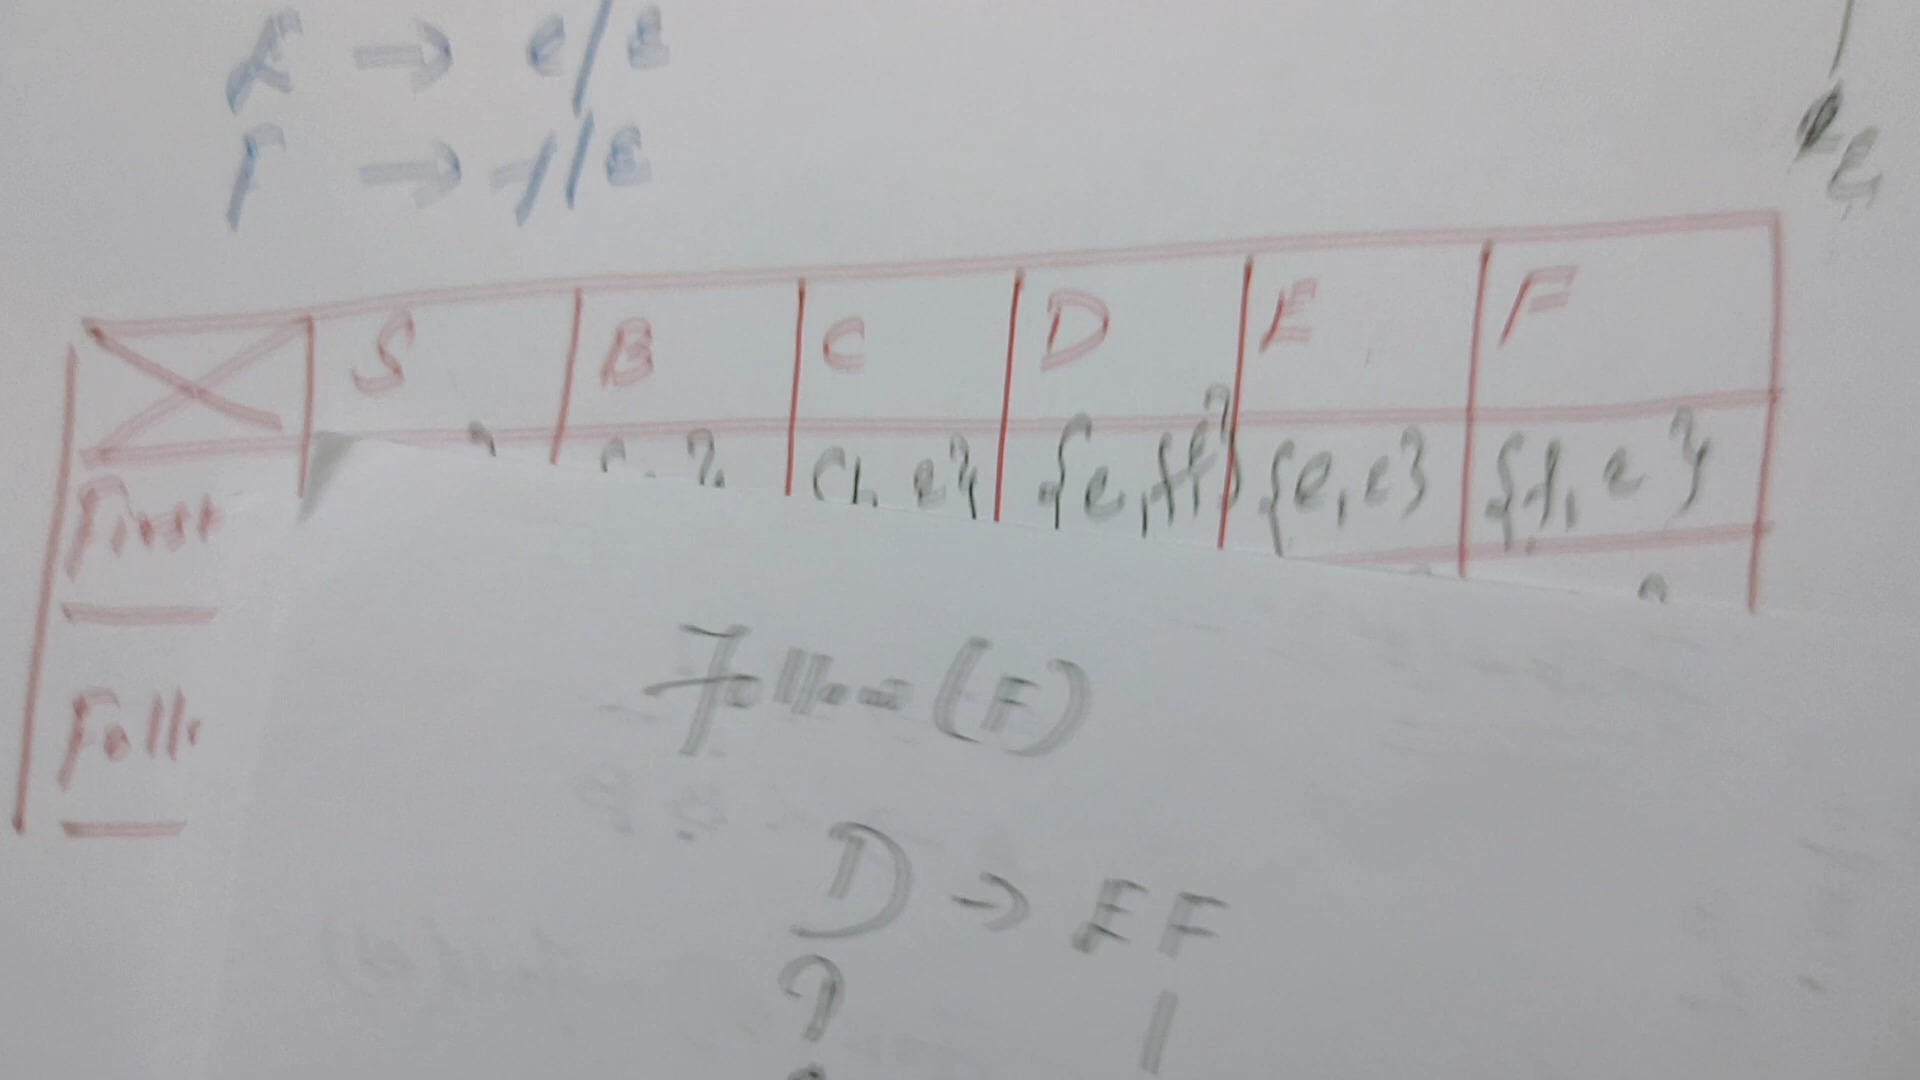 E → e/ε
F → f/ε
S B C D E F
First {e,f,ε} {e,ε} {f,ε}
Foll
Follow(F)
D → EF